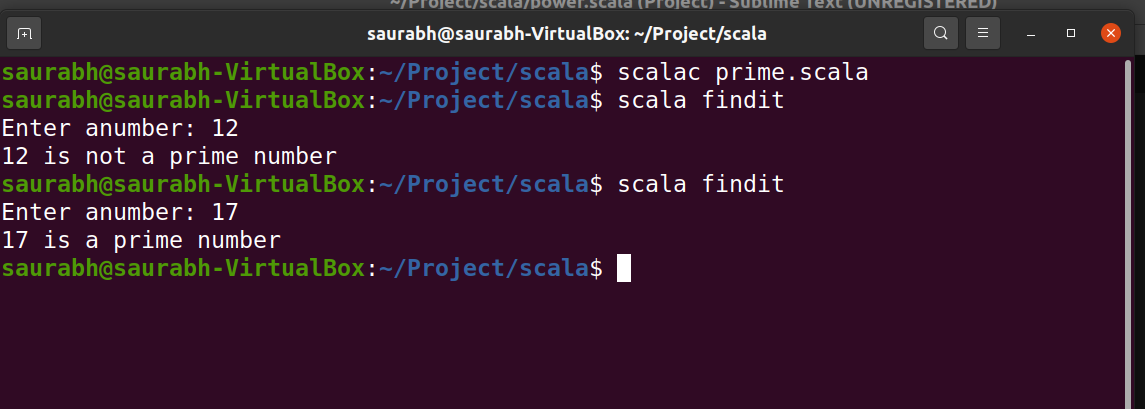 ~/Project/scala/power.scala (Project) - Sublime Text (UNREGISTERED)
saurabh@saurabh-VirtualBox: ~/Project/scala
saurabh@saurabh-VirtualBox:~/Project/scala$ scalac prime.scala
saurabh@saurabh-VirtualBox:~/Project/scala$ scala findit
Enter anumber: 12
12 is not a prime number
saurabh@saurabh-VirtualBox:~/Project/scala$ scala findit
Enter anumber: 17
17 is a prime number
saurabh@saurabh-VirtualBox:~/Project/scala$